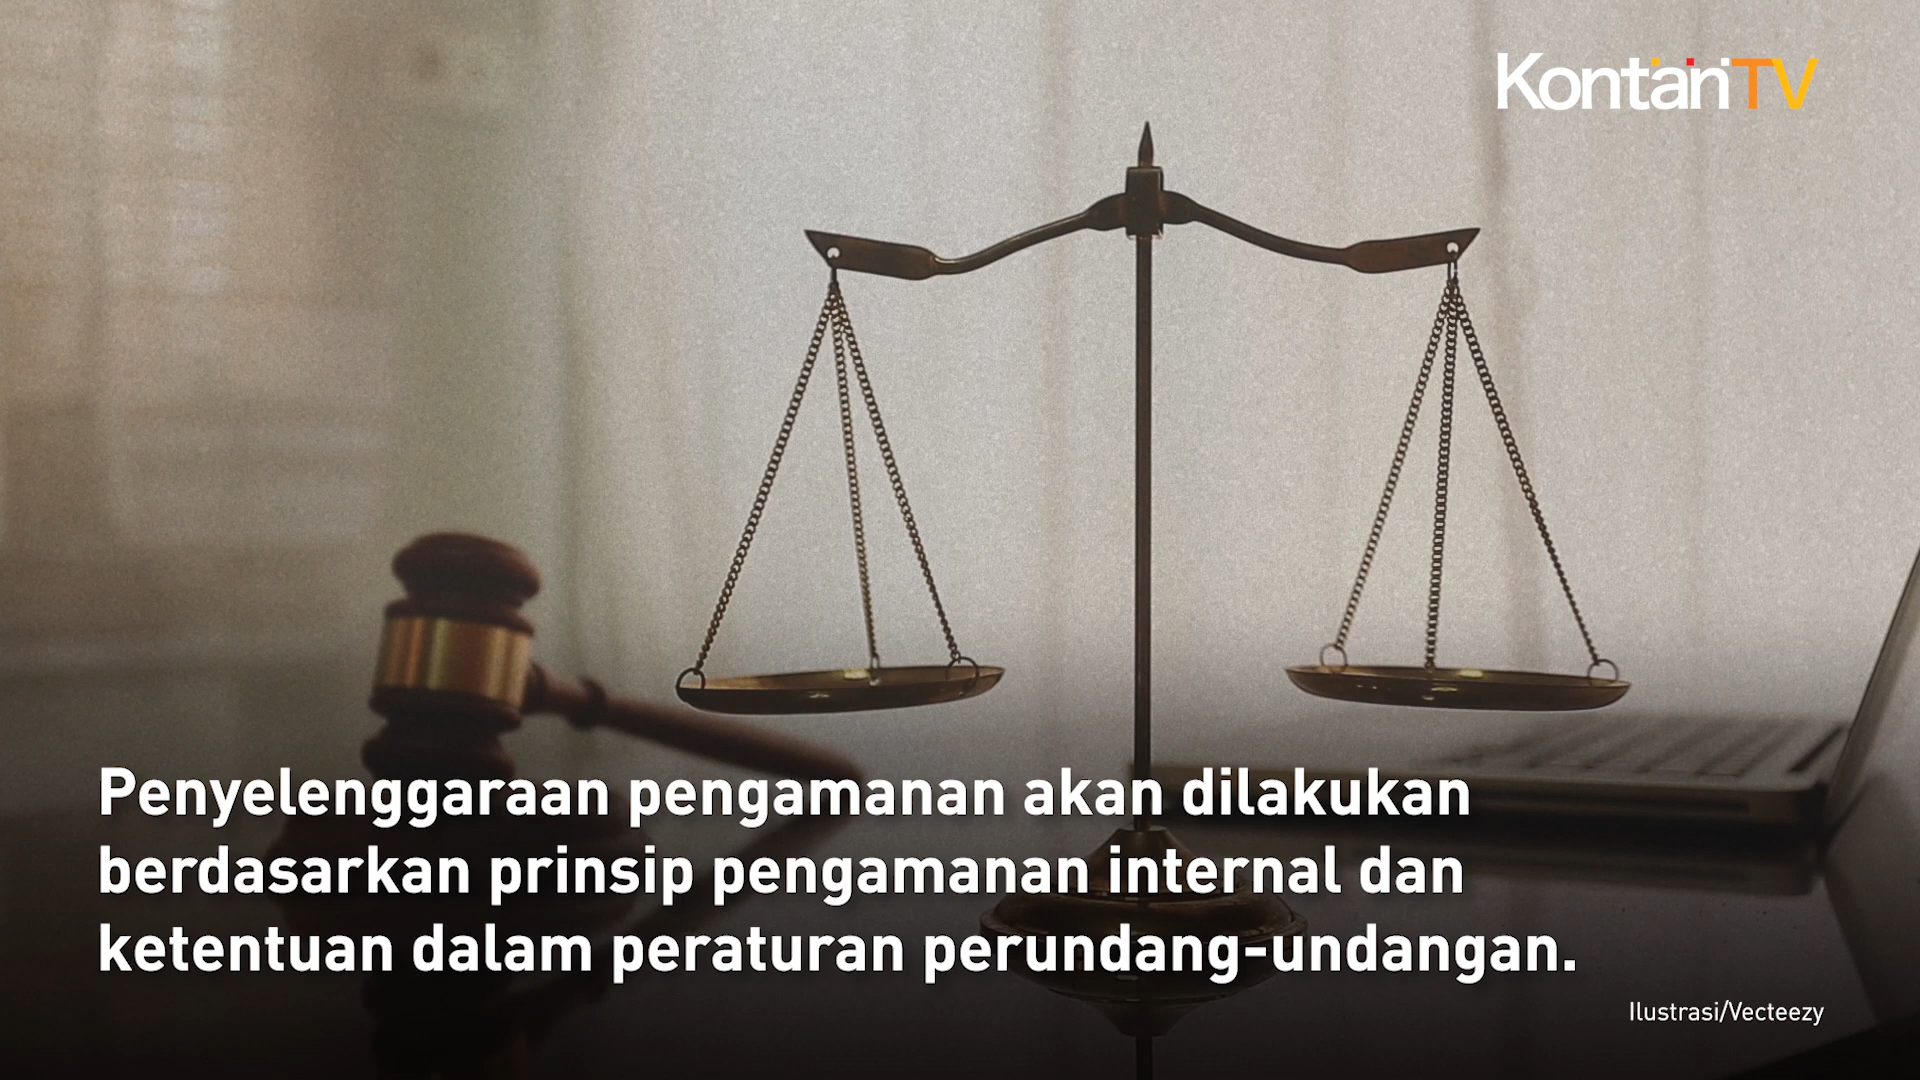 KontanTV
Penyelenggaraan pengamanan akan dilakukan
berdasarkan prinsip pengamanan internal dan
ketentuan dalam peraturan perundang-undangan.
Ilustrasi/Vecteezy